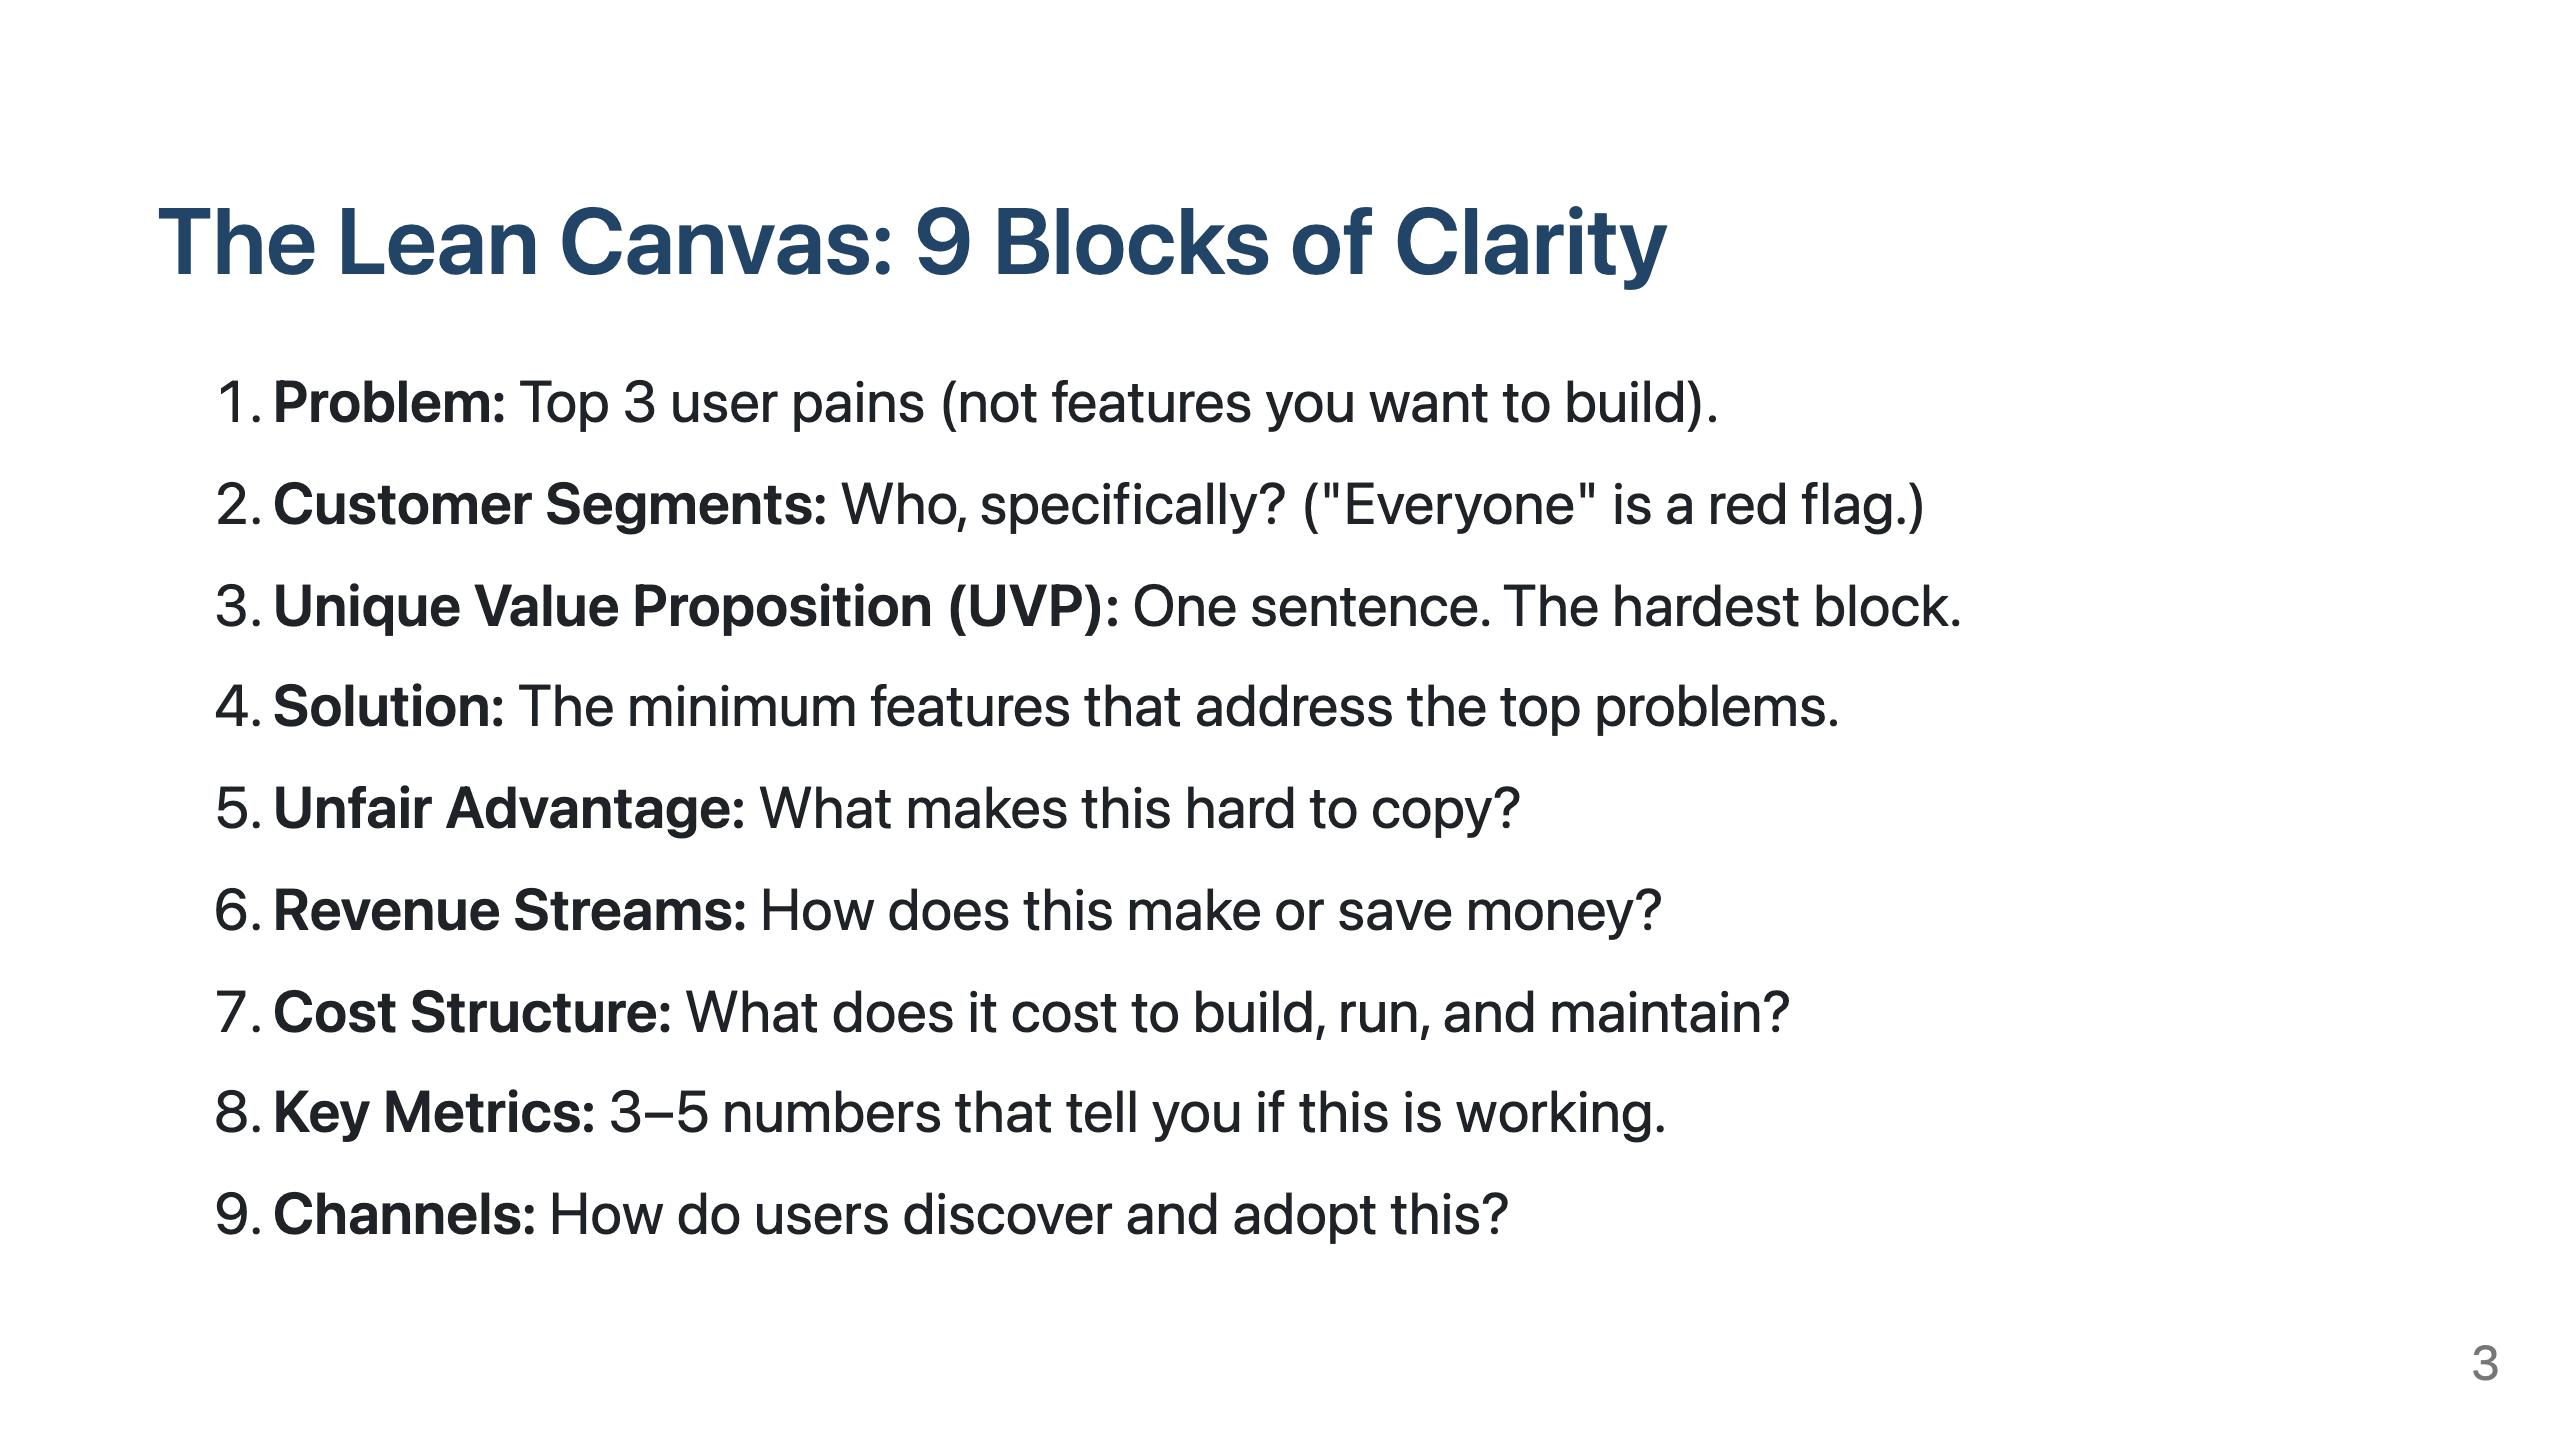 The Lean Canvas: 9 Blocks of Clarity
1. Problem: Top 3 user pains (not features you want to build).
2. Customer Segments: Who, specifically? ("Everyone" is a red flag.)
3. Unique Value Proposition (UVP): One sentence. The hardest block.
4. Solution: The minimum features that address the top problems.
5. Unfair Advantage: What makes this hard to copy?
6. Revenue Streams: How does this make or save money?
7. Cost Structure: What does it cost to build, run, and maintain?
8. Key Metrics: 3–5 numbers that tell you if this is working.
9. Channels: How do users discover and adopt this?
3